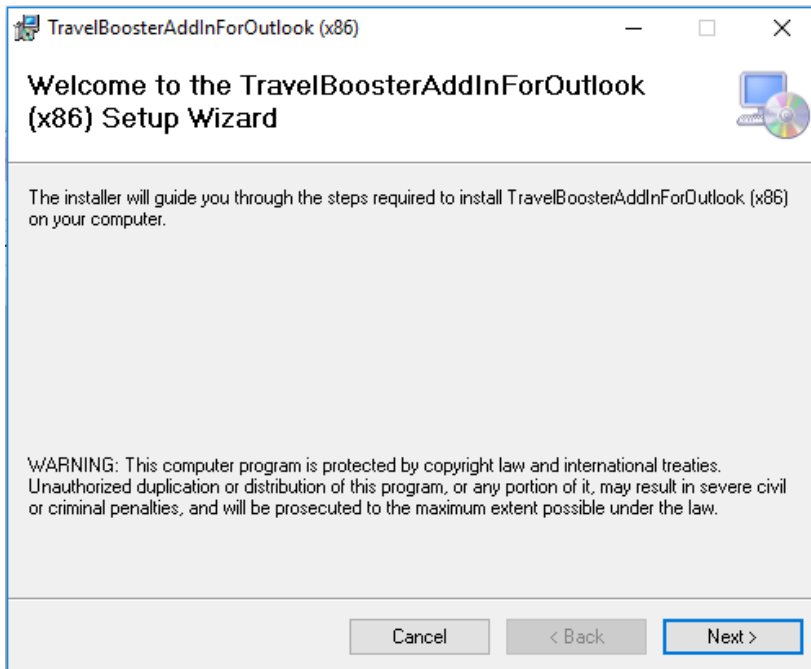 TravelBoosterAddInForOutlook (x86)
Welcome to the TravelBoosterAddInForOutlook
(x86) Setup Wizard
The installer will guide you through the steps required to install TravelBoosterAddInForOutlook (x86)
on your computer.
WARNING: This computer program is protected by copyright law and international treaties.
Unauthorized duplication or distribution of this program, or any portion of it, may result in severe civil
or criminal penalties, and will be prosecuted to the maximum extent possible under the law.
Cancel < Back Next >